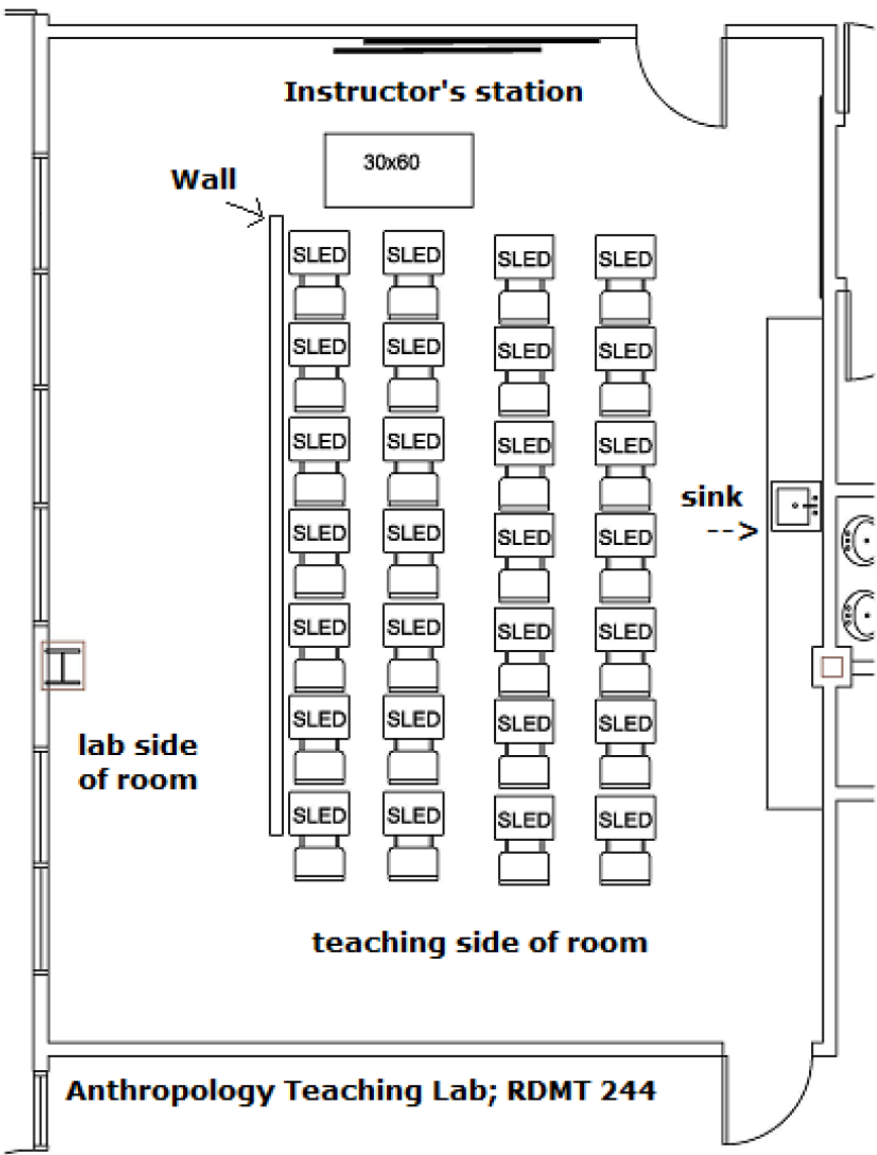 Instructor's station
30x60
Wall
SLED SLED SLED SLED
SLED SLED SLED SLED
SLED SLED SLED SLED
sink
-->
SLED SLED SLED SLED
SLED SLED SLED SLED
SLED SLED SLED SLED
lab side
of room
SLED SLED SLED SLED
teaching side of room
Anthropology Teaching Lab; RDMT 244